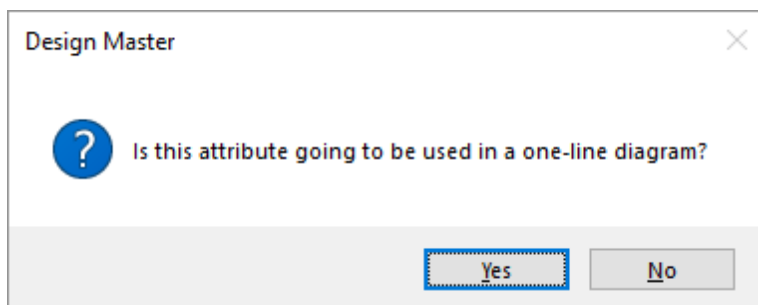 Design Master
Is this attribute going to be used in a one-line diagram?
Yes No